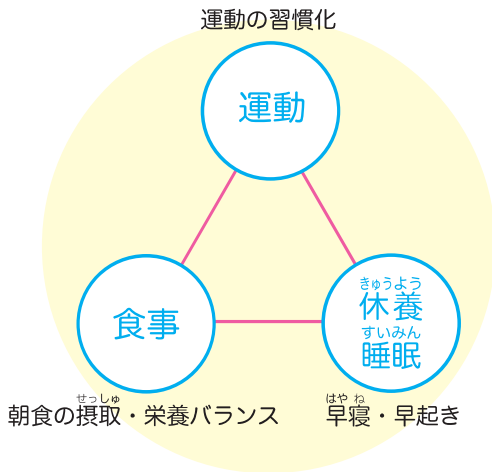 運動の習慣化
運動
食事
きゅうよう
休養
すいみん
睡眠
せっしゅ
朝食の摂取・栄養バランス
はや ね
早寝・早起き